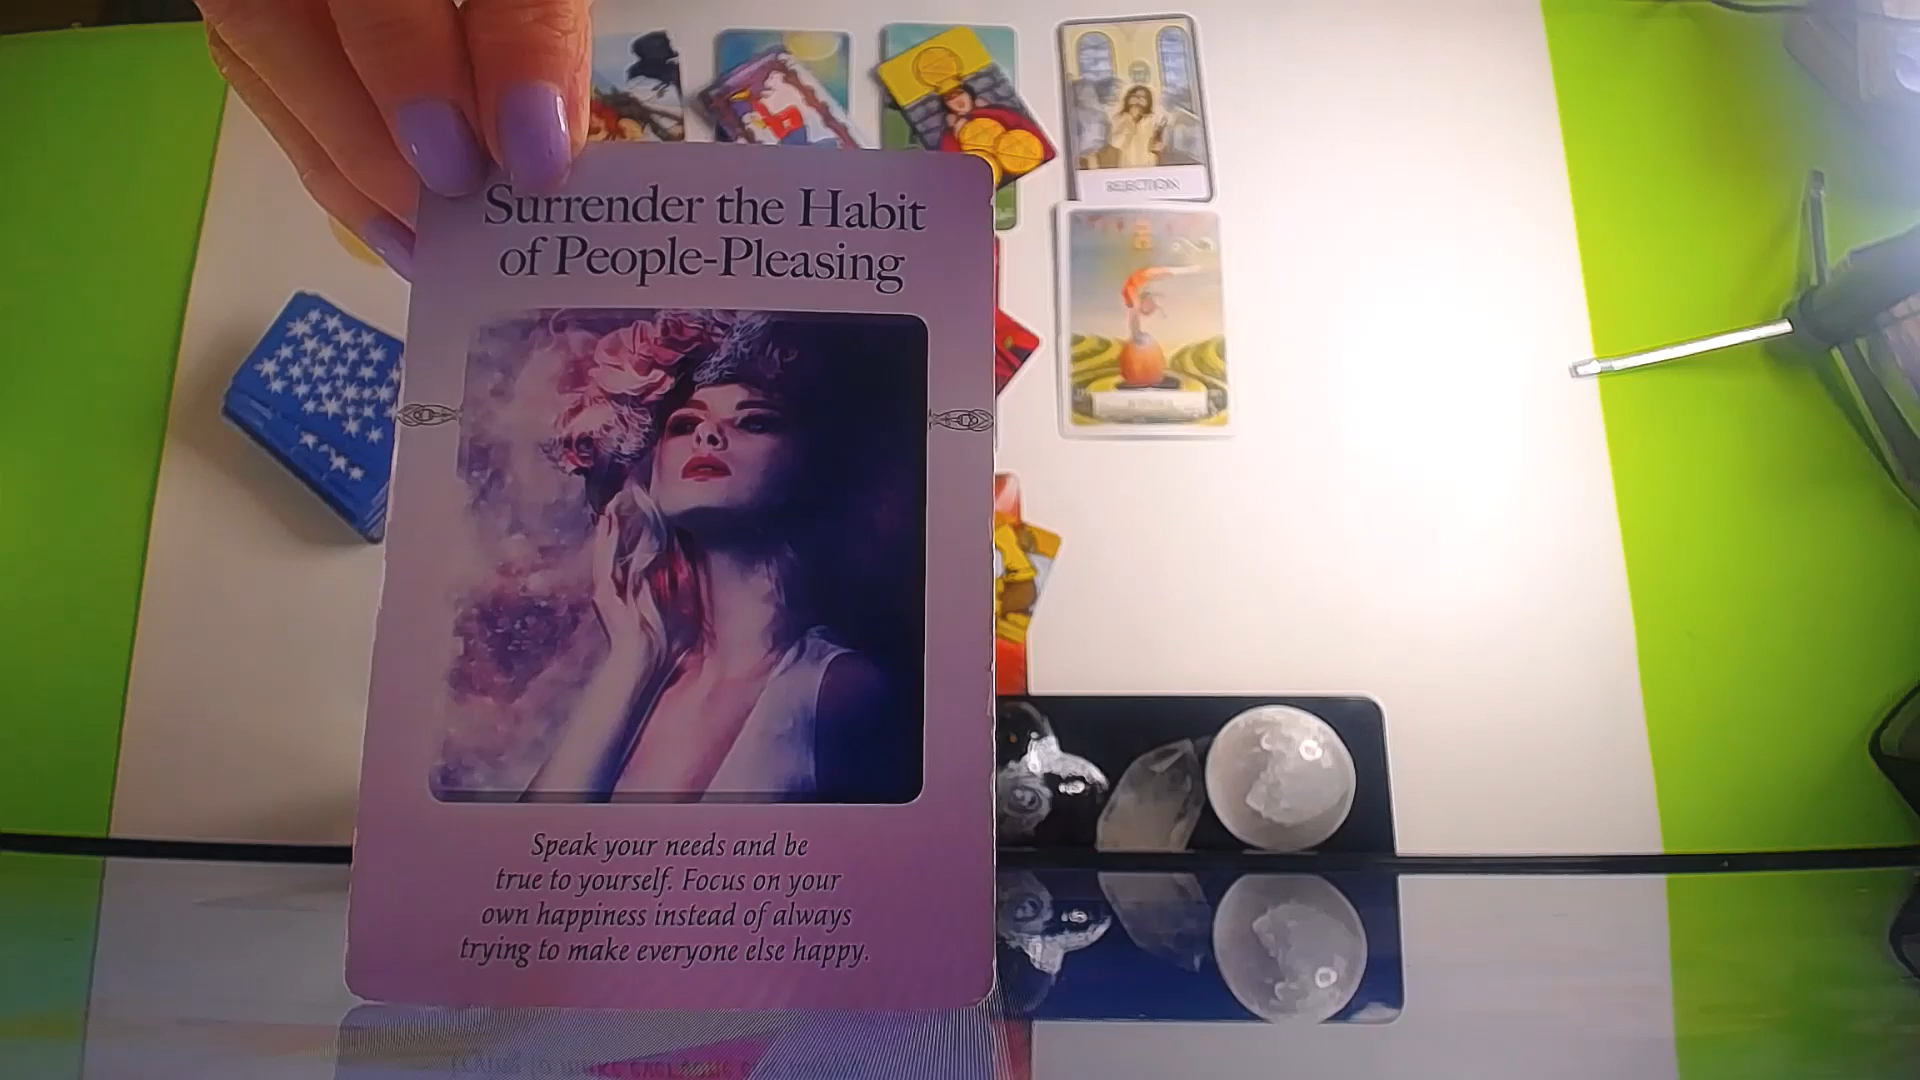 Surrender the Habit
of People-Pleasing
Speak your needs and be
true to yourself. Focus on your
own happiness instead of always
trying to make everyone else happy.
REJECTION